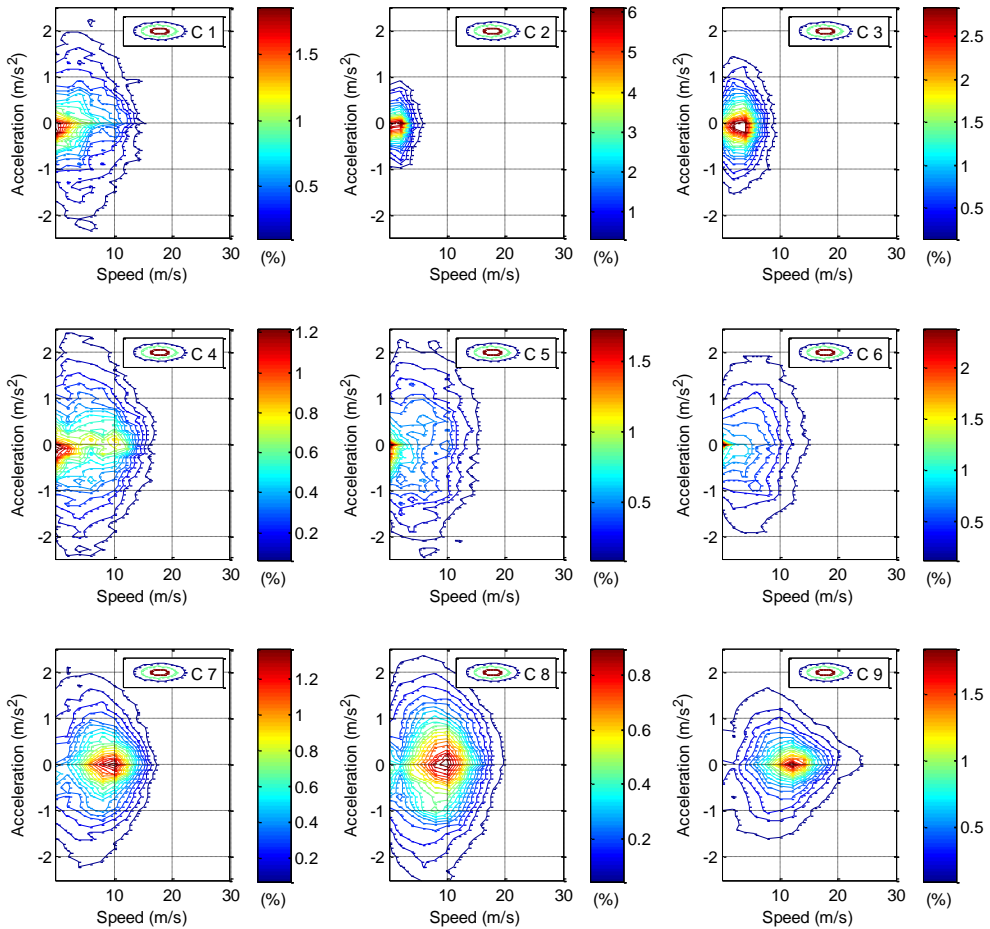 C 1
2
1
0
-1
-2
Acceleration (m/s²)
10 20 30
Speed (m/s)
1.5
1
0.5
(%)
C 2
2
1
0
-1
-2
Acceleration (m/s²)
10 20 30
Speed (m/s)
6
5
4
3
2
1
(%)
C 3
2
1
0
-1
-2
Acceleration (m/s²)
10 20 30
Speed (m/s)
2.5
2
1.5
1
0.5
(%)
C 4
2
1
0
-1
-2
Acceleration (m/s²)
10 20 30
Speed (m/s)
1.2
1
0.8
0.6
0.4
0.2
(%)
C 5
2
1
0
-1
-2
Acceleration (m/s²)
10 20 30
Speed (m/s)
1.5
1
0.5
(%)
C 6
2
1
0
-1
-2
Acceleration (m/s²)
10 20 30
Speed (m/s)
2
1.5
1
0.5
(%)
C 7
2
1
0
-1
-2
Acceleration (m/s²)
10 20 30
Speed (m/s)
1.2
1
0.8
0.6
0.4
0.2
(%)
C 8
2
1
0
-1
-2
Acceleration (m/s²)
10 20 30
Speed (m/s)
0.8
0.6
0.4
0.2
(%)
C 9
2
1
0
-1
-2
Acceleration (m/s²)
10 20 30
Speed (m/s)
1.5
1
0.5
(%)